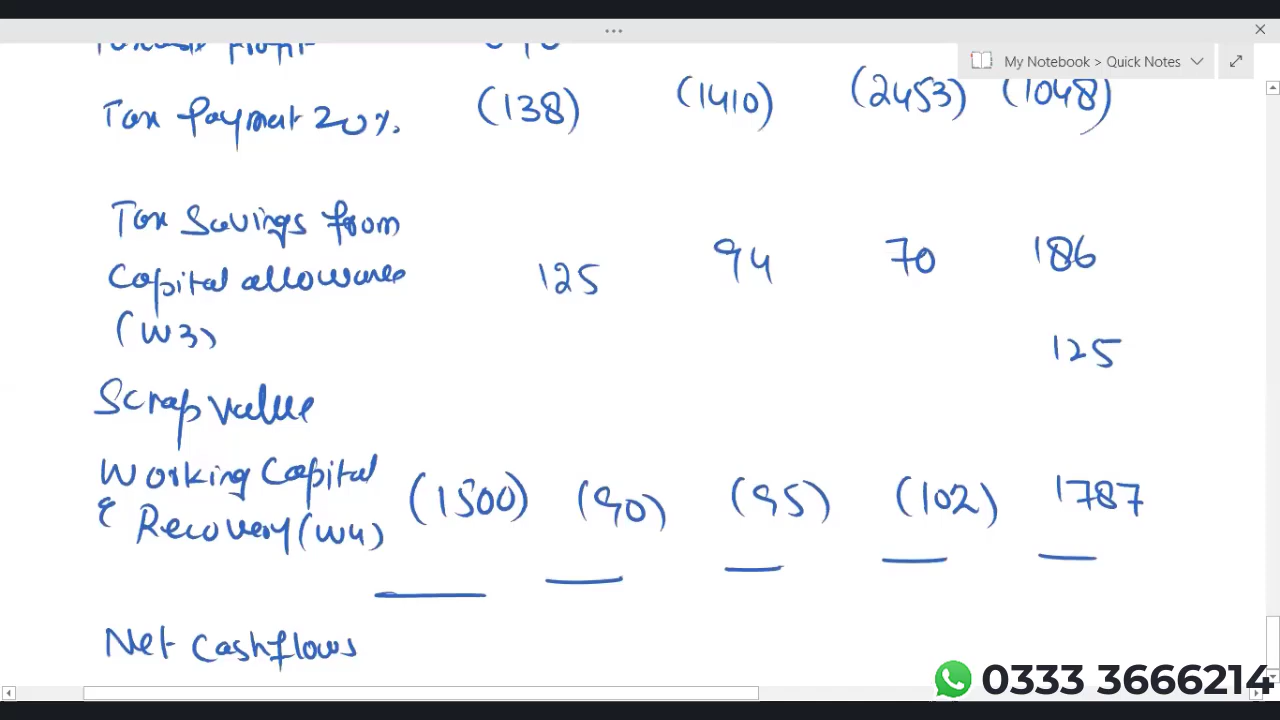 My Notebook > Quick Notes
Tax Payment 20%. (138) (1410) (2453) (1048)
Tax Savings from
Capital allowance 125 94 70 186
(W3)
125
Scrap value
Working Capital
& Recovery (W4) (1500) (90) (95) (102) 1787
Net Cashflows
0333 3666214